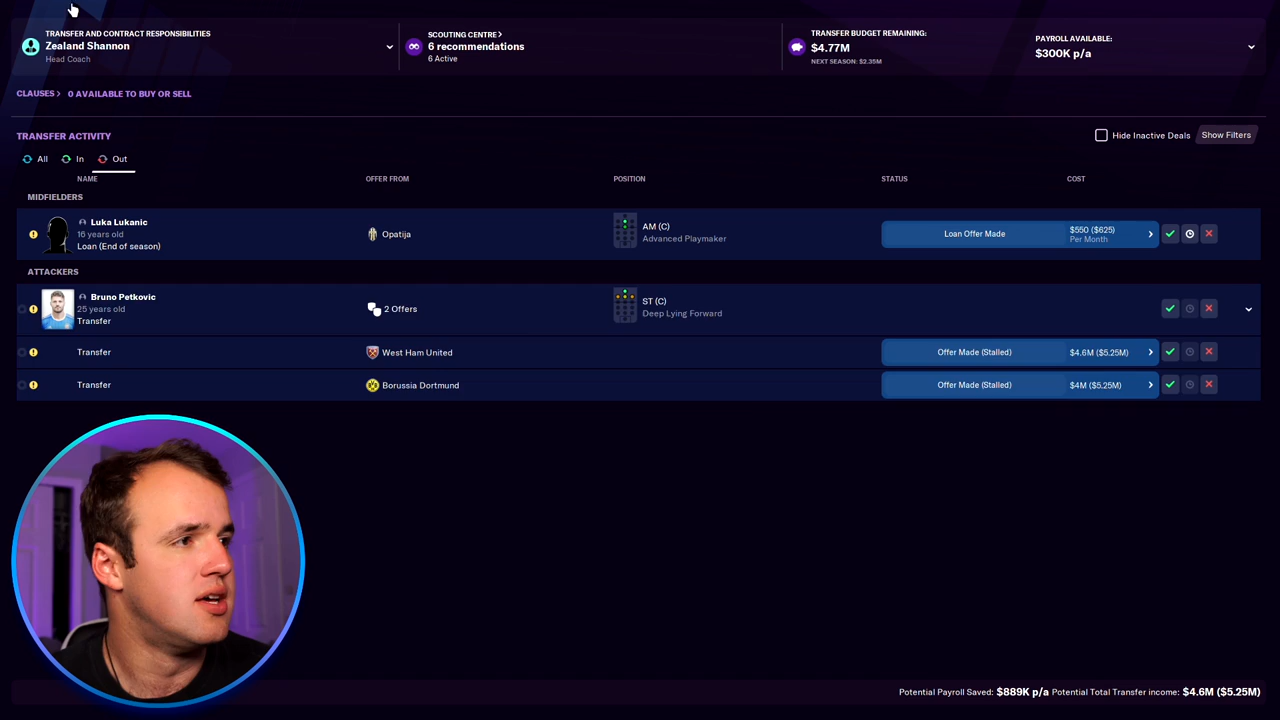 TRANSFER AND CONTRACT RESPONSIBILITIES
Zealand Shannon
Head Coach
SCOUTING CENTRE >
6 recommendations
6 Active
TRANSFER BUDGET REMAINING:
$4.77M
NEXT SEASON: $2.35M
PAYROLL AVAILABLE:
$300K p/a
CLAUSES > 0 AVAILABLE TO BUY OR SELL
TRANSFER ACTIVITY
Hide Inactive Deals
Show Filters
All In Out
NAME OFFER FROM POSITION STATUS COST
MIDFIELDERS
Luka Lukanic
16 years old
Loan (End of season)
Opatija
AM (C)
Advanced Playmaker
Loan Offer Made
$550 ($625)
Per Month
ATTACKERS
Bruno Petkovic
25 years old
Transfer
2 Offers
ST (C)
Deep Lying Forward
Transfer West Ham United Offer Made (Stalled) $4.6M ($5.25M)
Transfer Borussia Dortmund Offer Made (Stalled) $4M ($5.25M)
Potential Payroll Saved: $889K p/a Potential Total Transfer income: $4.6M ($5.25M)